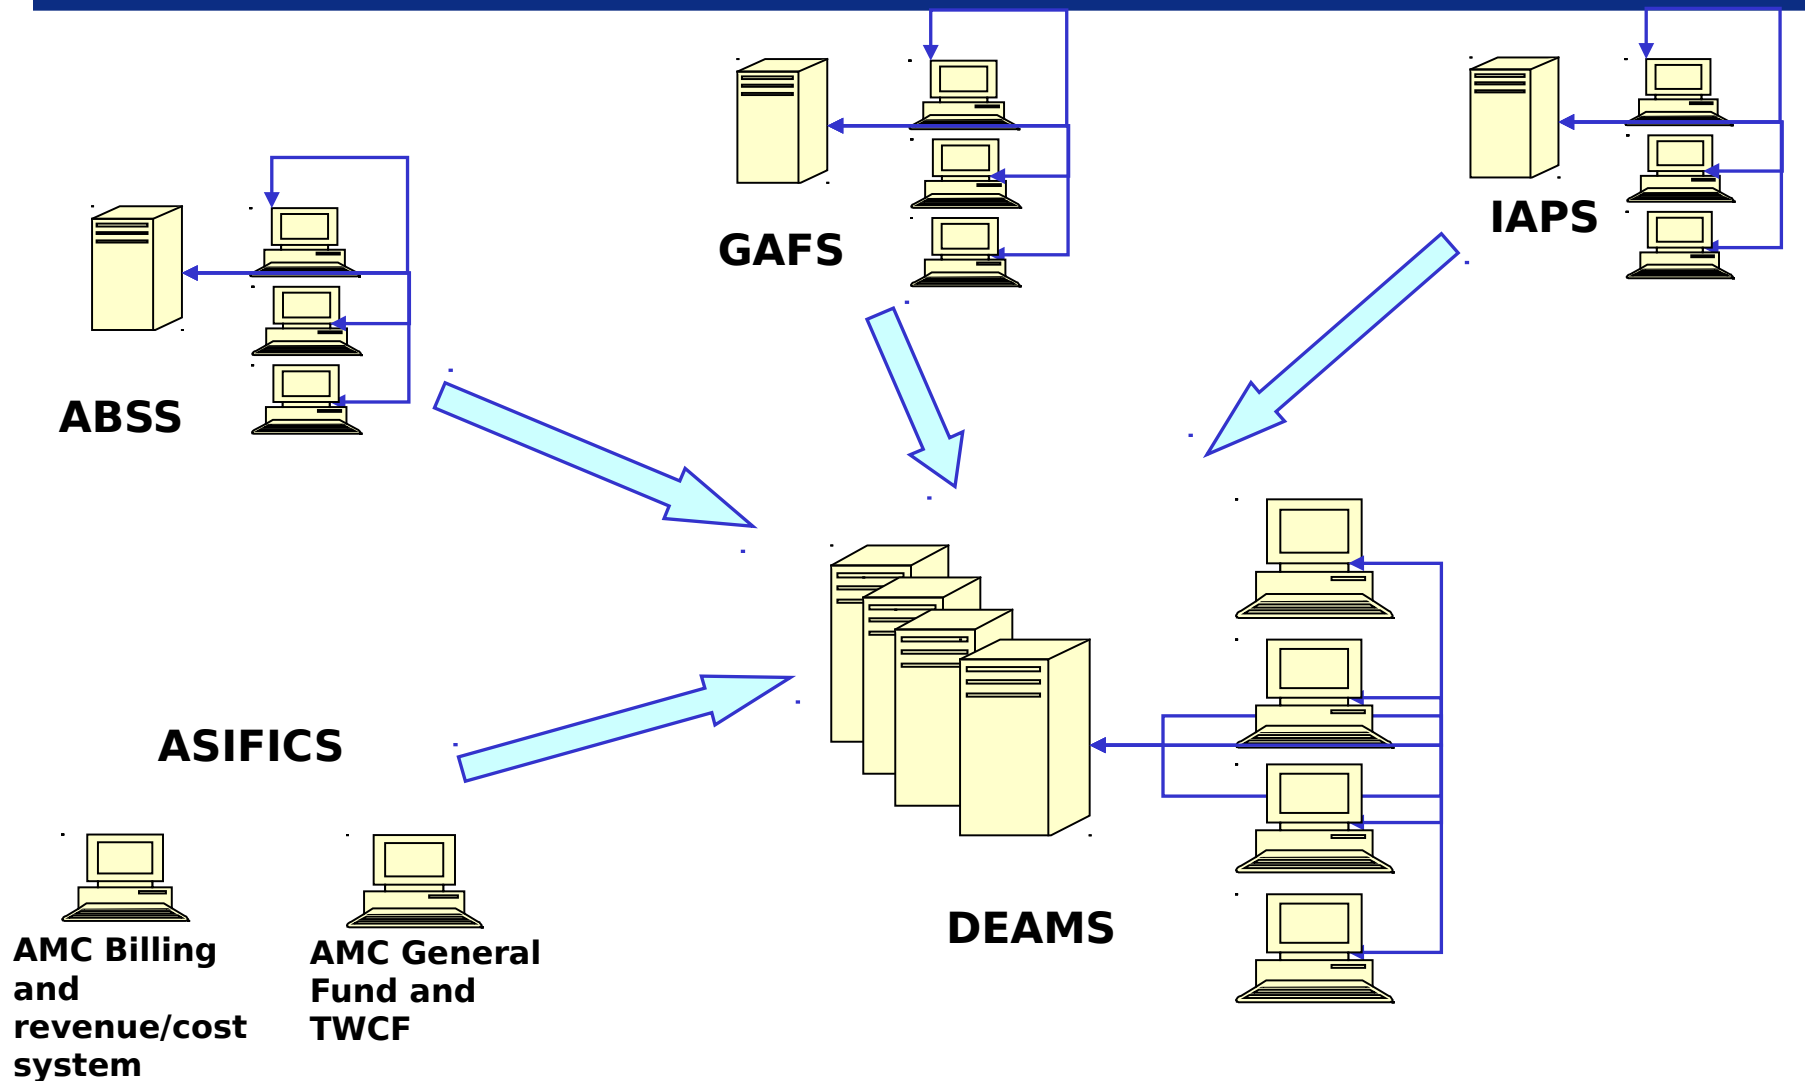 IAPS
GAFS
ABSS
ASIFICS
DEAMS
AMC Billing
and
revenue/cost
system
AMC General
Fund and
TWCF